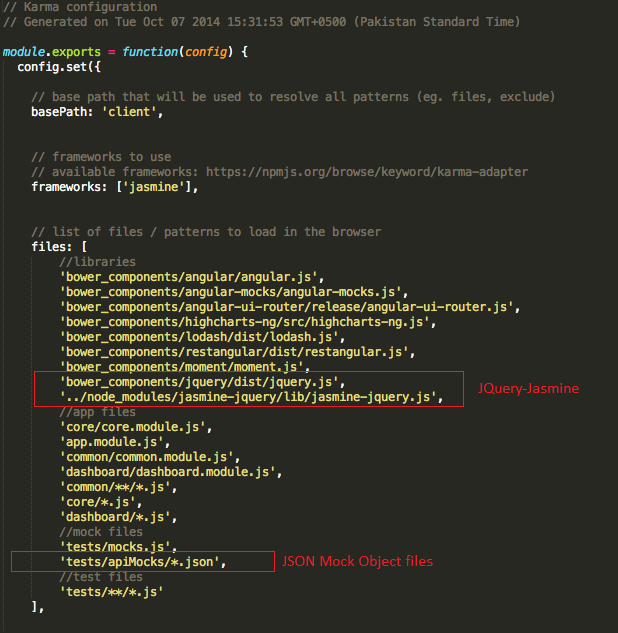 // Karma configuration
// Generated on Tue Oct 07 2014 15:31:53 GMT+0500 (Pakistan Standard Time)
module.exports = function(config) {
config.set({
// base path that will be used to resolve all patterns (eg. files, exclude)
basePath: 'client',
// frameworks to use
// available frameworks: https://npmjs.org/browse/keyword/karma-adapter
frameworks: ['jasmine'],
// list of files / patterns to load in the browser
files: [
//libraries
'bower_components/angular/angular.js',
'bower_components/angular-mocks/angular-mocks.js',
'bower_components/angular-ui-router/release/angular-ui-router.js',
'bower_components/highcharts-ng/src/highcharts-ng.js',
'bower_components/lodash/dist/lodash.js',
'bower_components/restangular/dist/restangular.js',
'bower_components/moment/moment.js',
'bower_components/jquery/dist/jquery.js',
JQuery-Jasmine
'../node_modules/jasmine-jquery/lib/jasmine-jquery.js',
//app files
'core/core.module.js',
'app.module.js',
'common/common.module.js',
'dashboard/dashboard.module.js',
'common/**/*.js',
'core/*.js',
'dashboard/*.js',
//mock files
'tests/mocks.js',
'tests/apiMocks/*.json',
JSON Mock Object files
//test files
'tests/**/*.js'
],